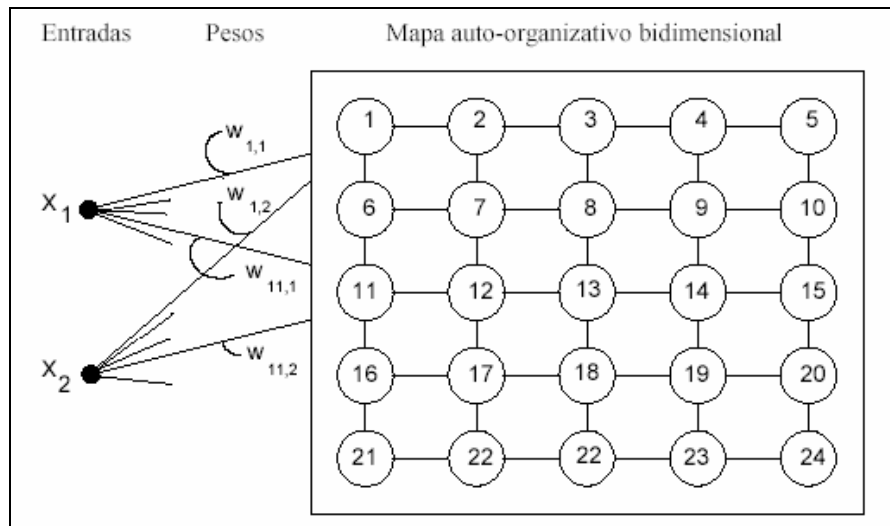 Entradas Pesos Mapa auto-organizativo bidimensional
1 2 3 4 5
W 1,1
X 1
W 1,2
6 7 8 9 10
W 11,1
11 12 13 14 15
X 2
W 11,2
16 17 18 19 20
21 22 22 23 24